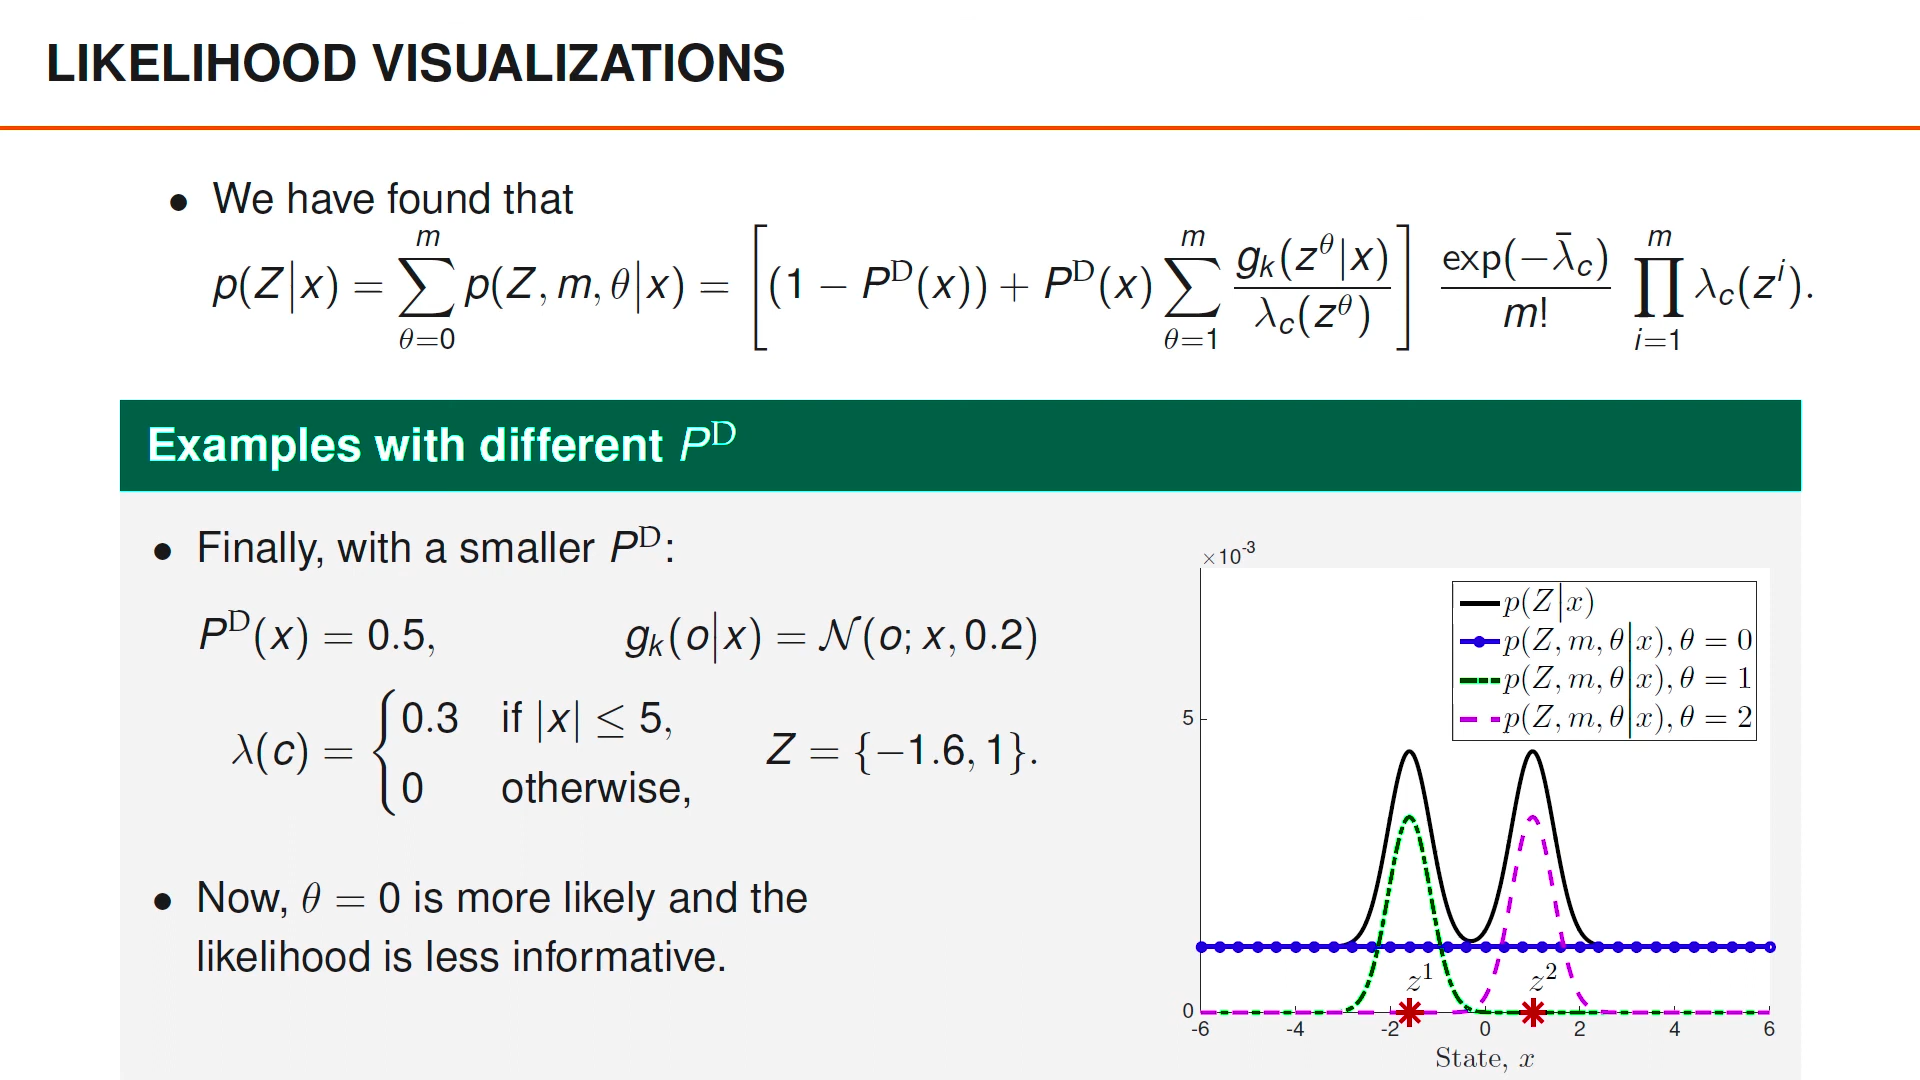 LIKELIHOOD VISUALIZATIONS
• We have found that
p(Z|x) = ∑_{θ=0}^{m} p(Z, m, θ|x) = [(1 − P^D(x)) + P^D(x) ∑_{θ=1}^{m} g_k(z^θ|x) / λ_c(z^θ)] exp(−λ̄_c) / m! ∏_{i=1}^{m} λ_c(z^i).
Examples with different P^D
• Finally, with a smaller P^D:
P^D(x) = 0.5, g_k(o|x) = 𝒩(o; x, 0.2)
λ(c) = { 0.3 if |x| ≤ 5,
0 otherwise,
Z = {−1.6, 1}.
• Now, θ = 0 is more likely and the
likelihood is less informative.
×10^-3
p(Z|x)
p(Z, m, θ|x), θ = 0
p(Z, m, θ|x), θ = 1
p(Z, m, θ|x), θ = 2
5
z^1 z^2
0
-6 -4 -2 0 2 4 6
State, x